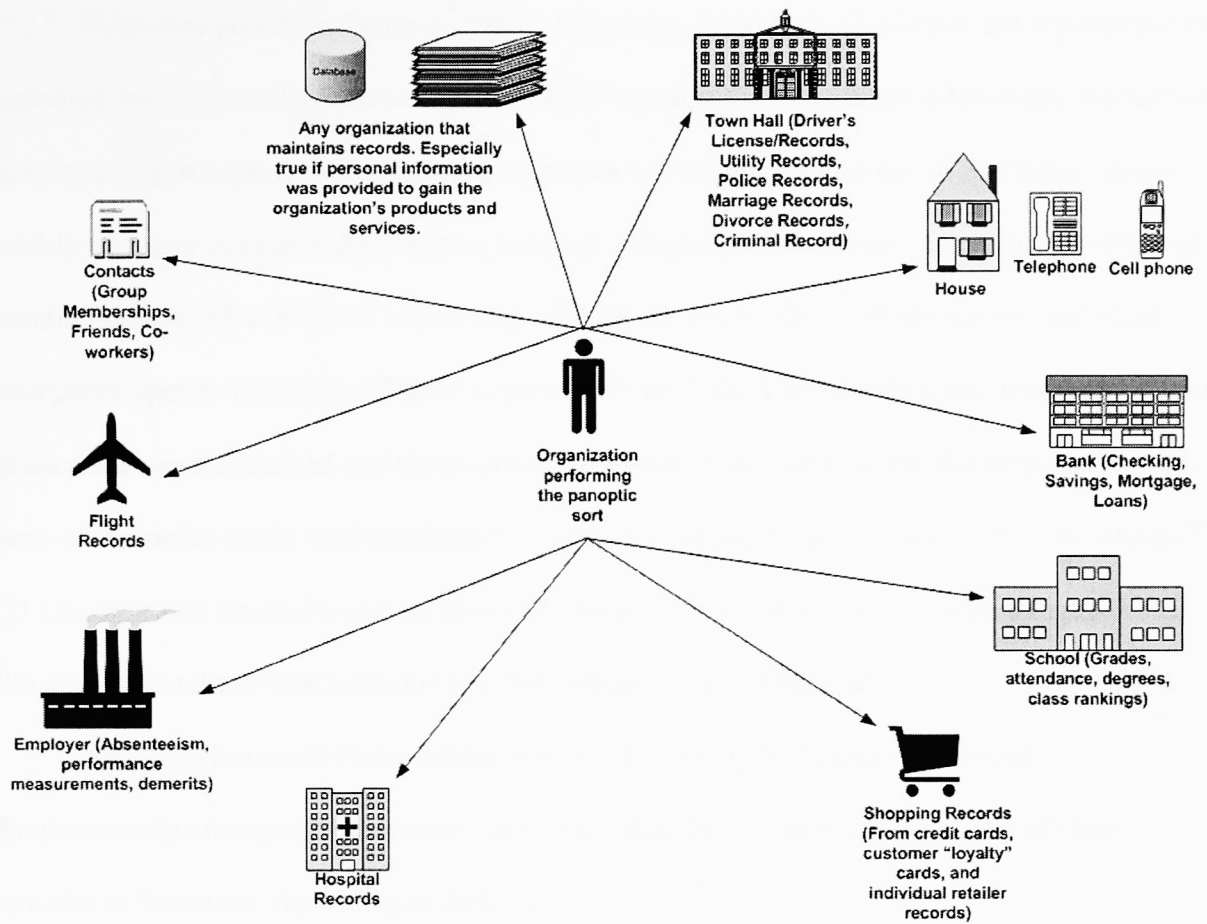 Database
Any organization that
maintains records. Especially
true if personal information
was provided to gain the
organization's products and
services.
Town Hall (Driver's
License/Records,
Utility Records,
Police Records,
Marriage Records,
Divorce Records,
Criminal Record)
House
Telephone
Cell phone
Contacts
(Group
Memberships,
Friends, Co-
workers)
Organization
performing
the panoptic
sort
Bank (Checking,
Savings, Mortgage,
Loans)
Flight
Records
School (Grades,
attendance, degrees,
class rankings)
Employer (Absenteeism,
performance
measurements, demerits)
Hospital
Records
Shopping Records
(From credit cards,
customer "loyalty"
cards, and
individual retailer
records)